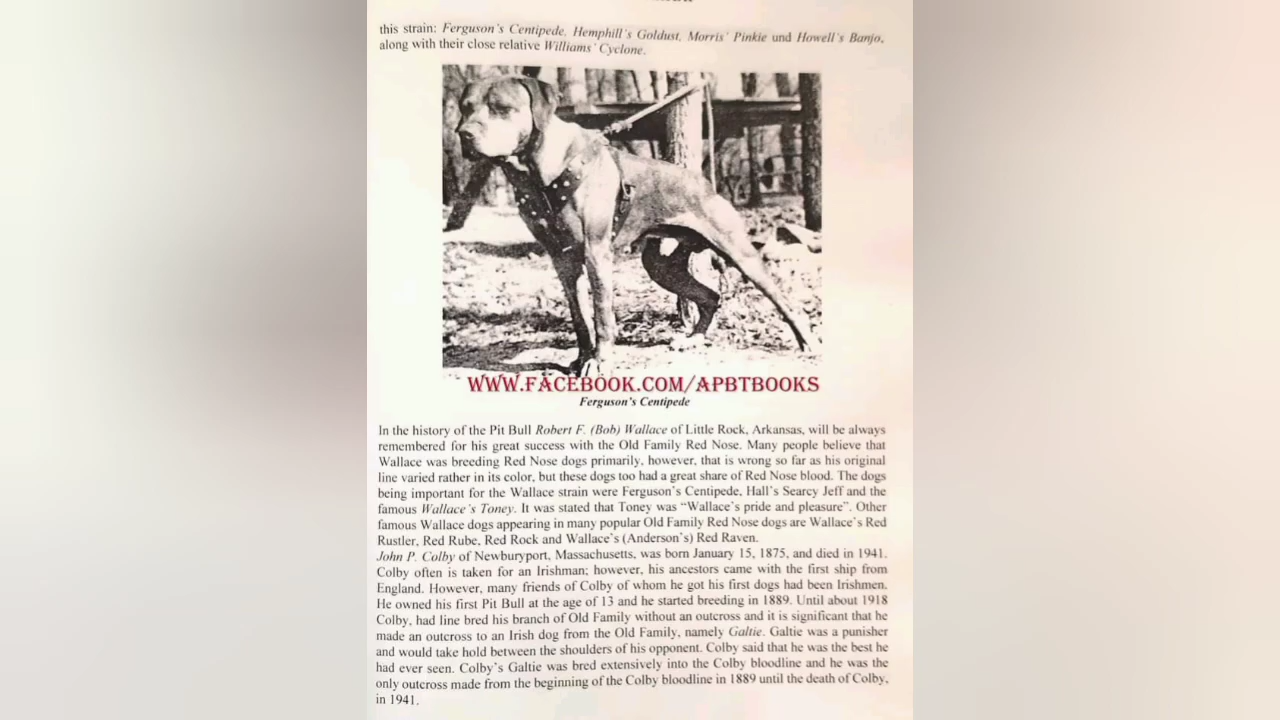 this strain: Ferguson's Centipede, Hemphill's Goldust, Morris' Pinkie und Howell's Banjo,
along with their close relative Williams' Cyclone.
WWW.FACEBOOK.COM/APBTBOOKS
Ferguson's Centipede
In the history of the Pit Bull Robert F. (Bob) Wallace of Little Rock, Arkansas, will be always
remembered for his great success with the Old Family Red Nose. Many people believe that
Wallace was breeding Red Nose dogs primarily, however, that is wrong so far as his original
line varied rather in its color, but these dogs too had a great share of Red Nose blood. The dogs
being important for the Wallace strain were Ferguson's Centipede, Hall's Searcy Jeff and the
famous Wallace's Toney. It was stated that Toney was “Wallace's pride and pleasure”. Other
famous Wallace dogs appearing in many popular Old Family Red Nose dogs are Wallace's Red
Rustler, Red Rube, Red Rock and Wallace's (Anderson's) Red Raven.
John P. Colby of Newburyport, Massachusetts, was born January 15, 1875, and died in 1941.
Colby often is taken for an Irishman; however, his ancestors came with the first ship from
England. However, many friends of Colby of whom he got his first dogs had been Irishmen.
He owned his first Pit Bull at the age of 13 and he started breeding in 1889. Until about 1918
Colby, had line bred his branch of Old Family without an outcross and it is significant that he
made an outcross to an Irish dog from the Old Family, namely Galtie. Galtie was a punisher
and would take hold between the shoulders of his opponent. Colby said that he was the best he
had ever seen. Colby's Galtie was bred extensively into the Colby bloodline and he was the
only outcross made from the beginning of the Colby bloodline in 1889 until the death of Colby,
in 1941.